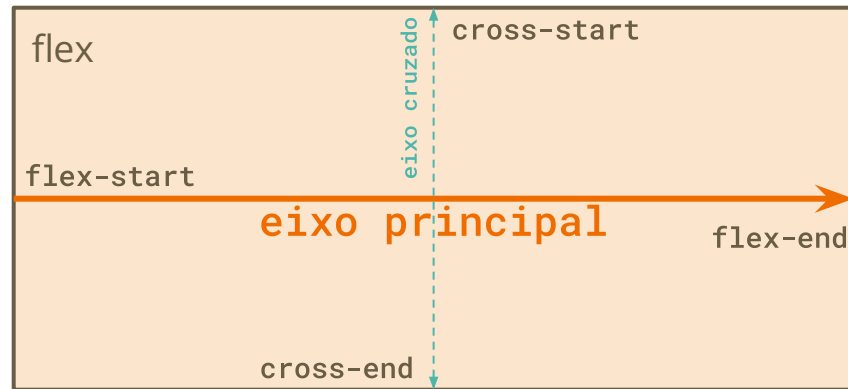 flex
cross-start
eixo cruzado
flex-start
eixo principal
flex-end
cross-end